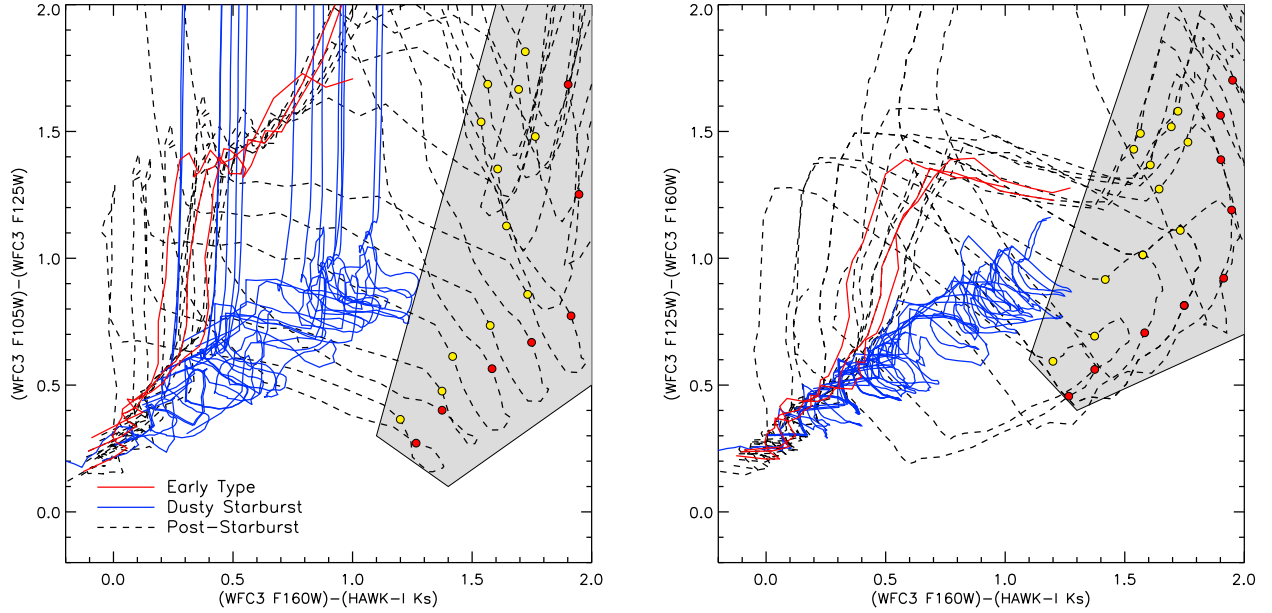 2.0
1.5
1.0
0.5
0.0
(WFC3 F105W)−(WFC3 F125W)
Early Type
Dusty Starburst
Post−Starburst
0.0 0.5 1.0 1.5 2.0
(WFC3 F160W)−(HAWK−I Ks)
2.0
1.5
1.0
0.5
0.0
(WFC3 F125W)−(WFC3 F160W)
0.0 0.5 1.0 1.5 2.0
(WFC3 F160W)−(HAWK−I Ks)